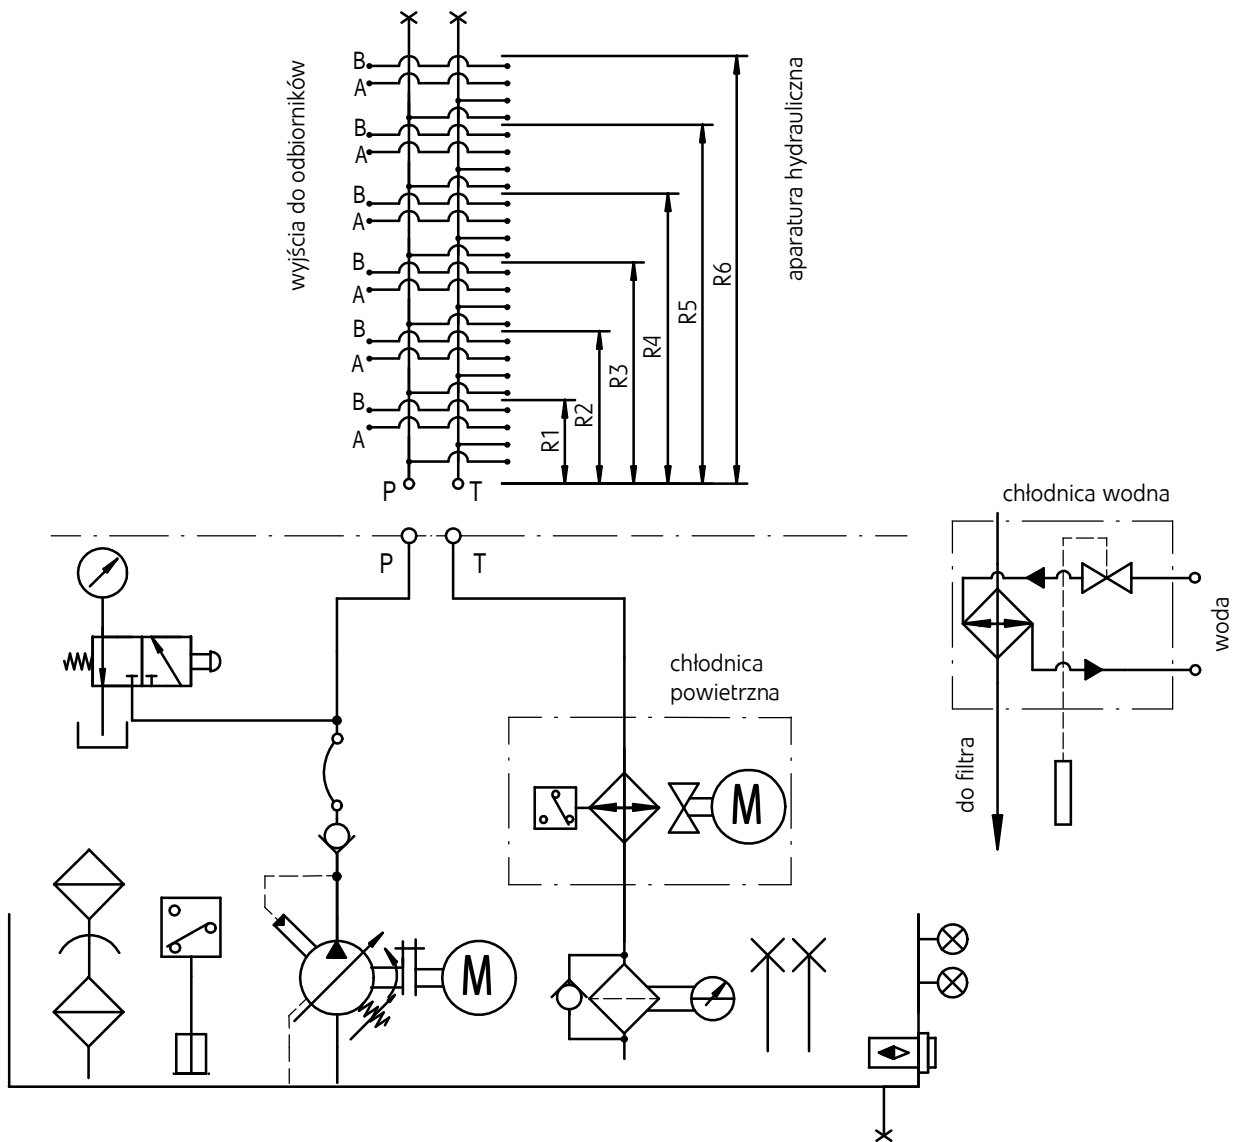 wyjścia do odbiorników
aparatura hydrauliczna
B
A
B
A
B
A
B
A
B
A
B
A
R1
R2
R3
R4
R5
R6
P
T
P
T
chłodnica wodna
woda
do filtra
chłodnica
powietrzna
M
M